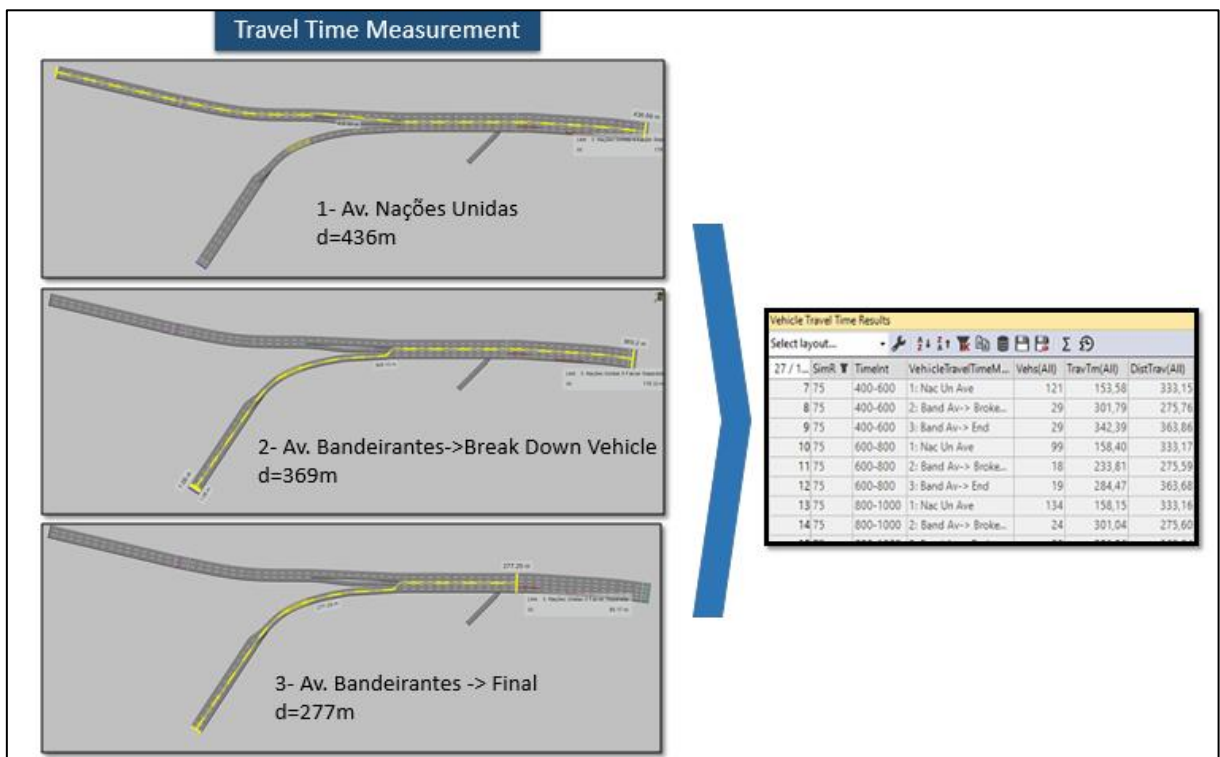 Travel Time Measurement
1- Av. Nações Unidas
d=436m
2- Av. Bandeirantes->Break Down Vehicle
d=369m
277.25 m
3- Av. Bandeirantes -> Final
d=277m
Vehicle Travel Time Results
Select layout...
27 / 1... SimR TimeInt VehicleTravelTimeM... Vehs(All) TravTm(All) DistTrav(All)
7 75 400-600 1: Nac Un Ave 121 153,58 333,15
8 75 400-600 2: Band Av-> Broke... 29 301,79 275,76
9 75 400-600 3: Band Av-> End 29 342,39 363,86
10 75 600-800 1: Nac Un Ave 99 158,40 333,17
11 75 600-800 2: Band Av-> Broke... 18 233,81 275,59
12 75 600-800 3: Band Av-> End 19 284,47 363,68
13 75 800-1000 1: Nac Un Ave 134 158,15 333,16
14 75 800-1000 2: Band Av-> Broke... 24 301,04 275,60